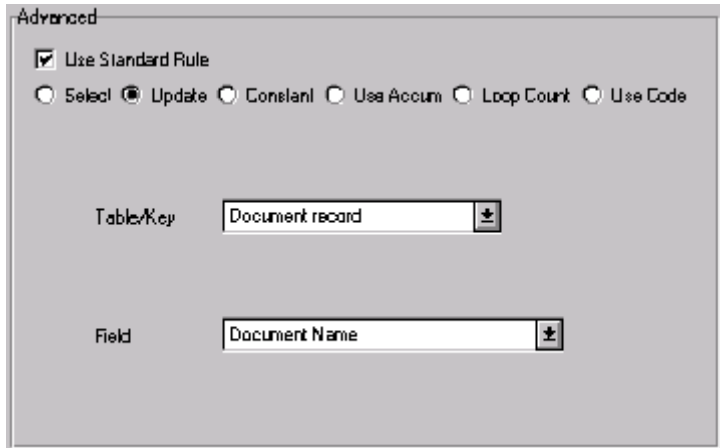 Advanced
Use Standard Rule
Select Update Constant Use Accum Loop Count Use Code
Table/Key Document record
Field Document Name